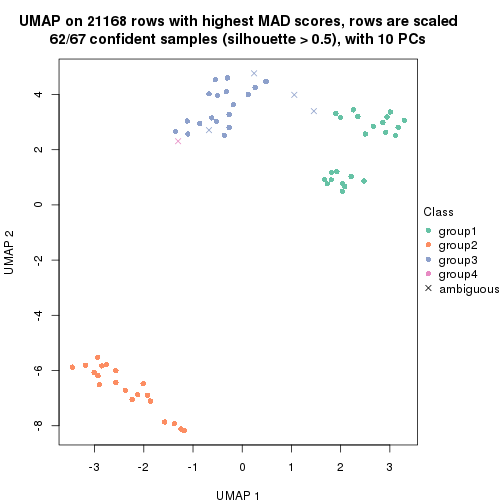 UMAP on 21168 rows with highest MAD scores, rows are scaled
62/67 confident samples (silhouette > 0.5), with 10 PCs
4
2
0
-2
-4
-6
-8
UMAP 2
-3
-2
-1
0
1
2
3
UMAP 1
Class
group1
group2
group3
group4
ambiguous